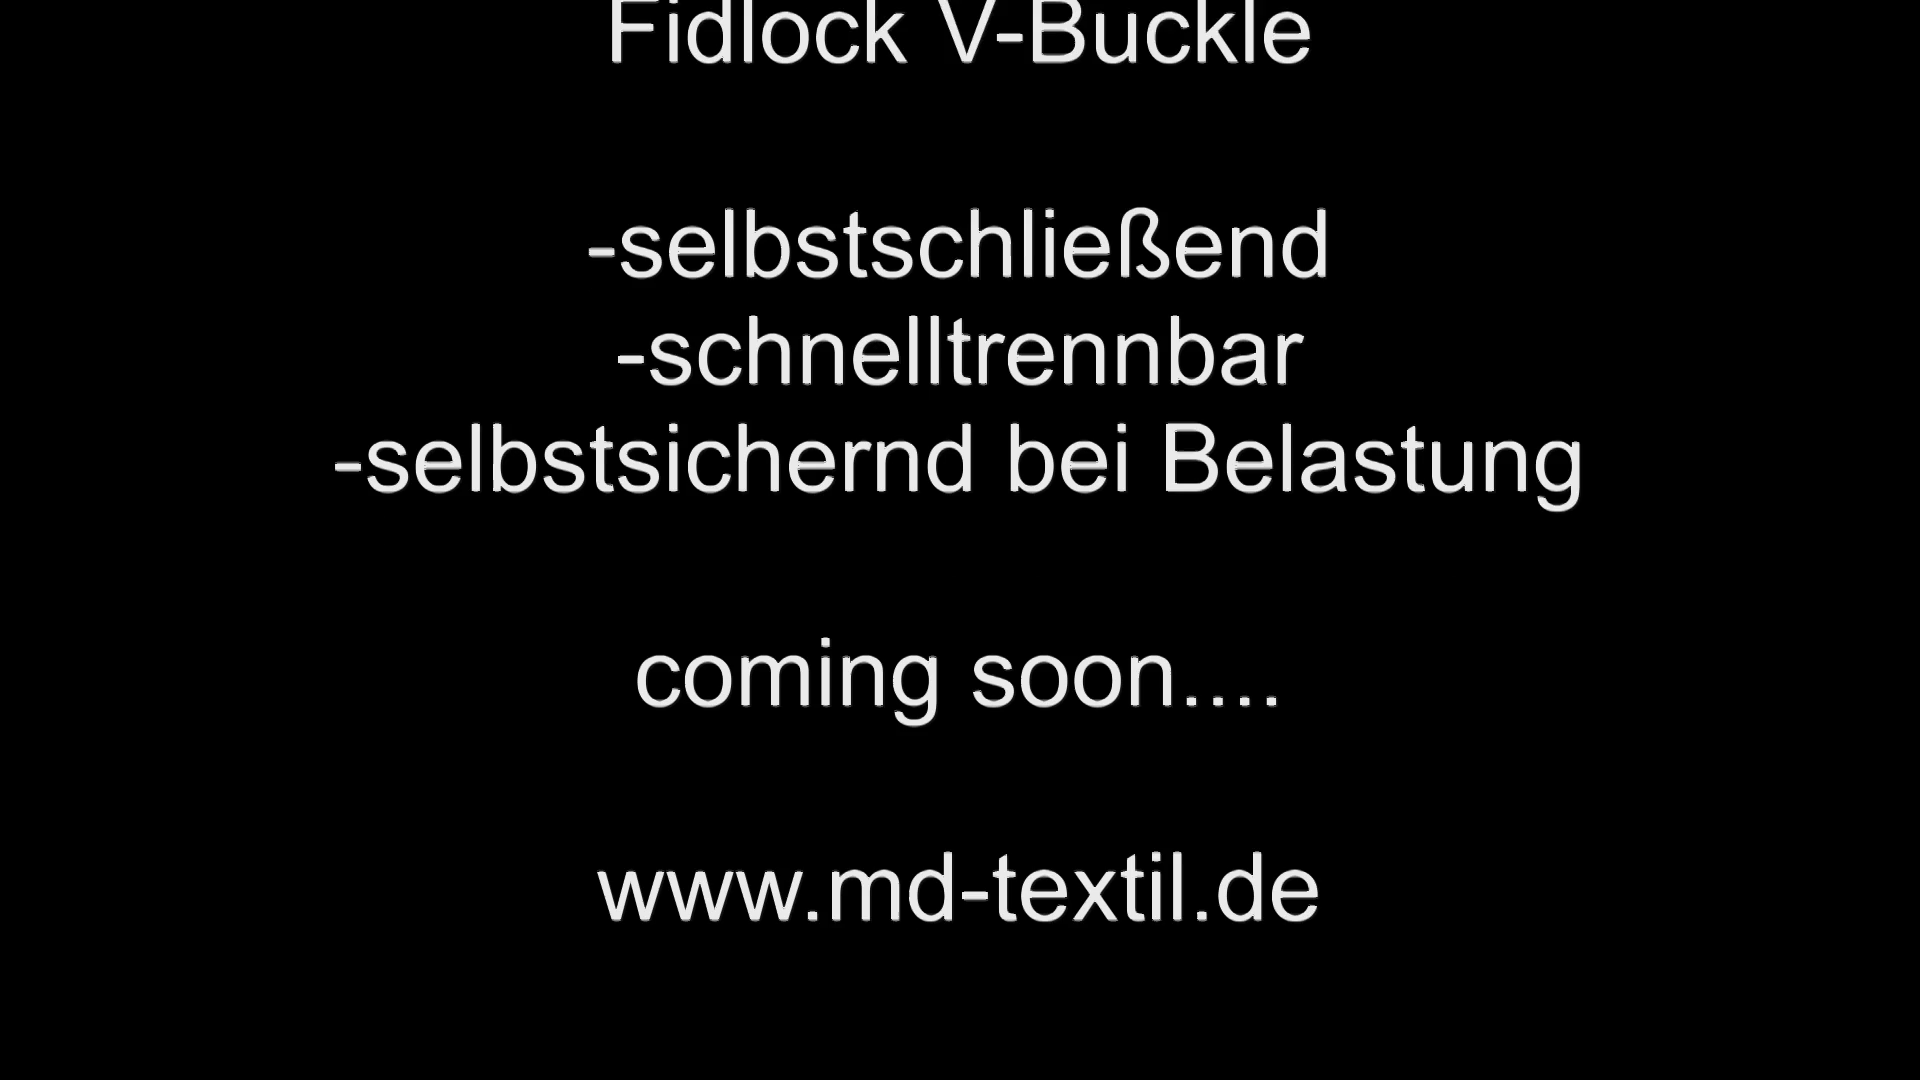 Fidlock V-Buckle
-selbstschließend
-schnelltrennbar
-selbstsichernd bei Belastung
coming soon....
www.md-textil.de